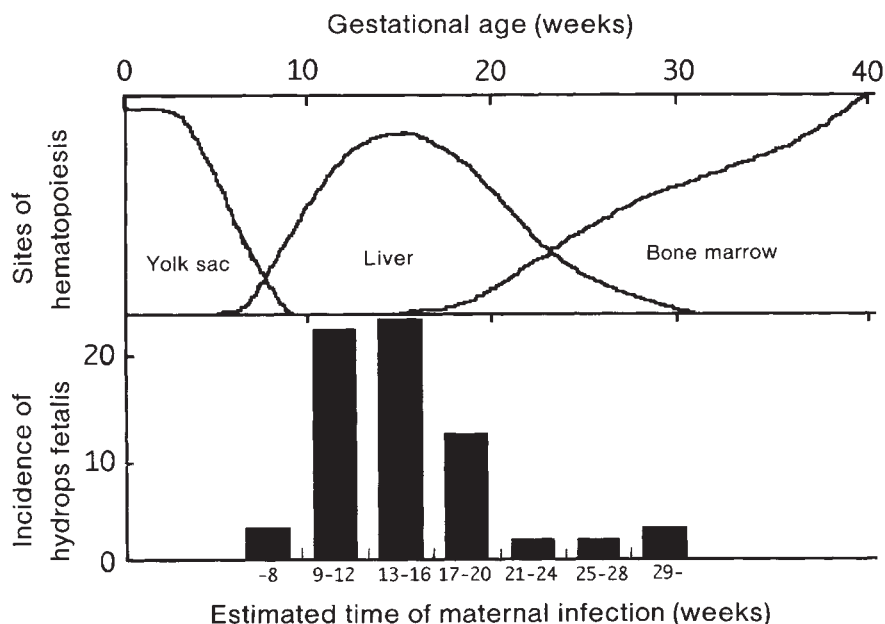 Gestational age (weeks)
0 10 20 30 40
Sites of
hematopoiesis
Yolk sac
Liver
Bone marrow
Incidence of
hydrops fetalis
20
10
0
-8 9-12 13-16 17-20 21-24 25-28 29-
Estimated time of maternal infection (weeks)